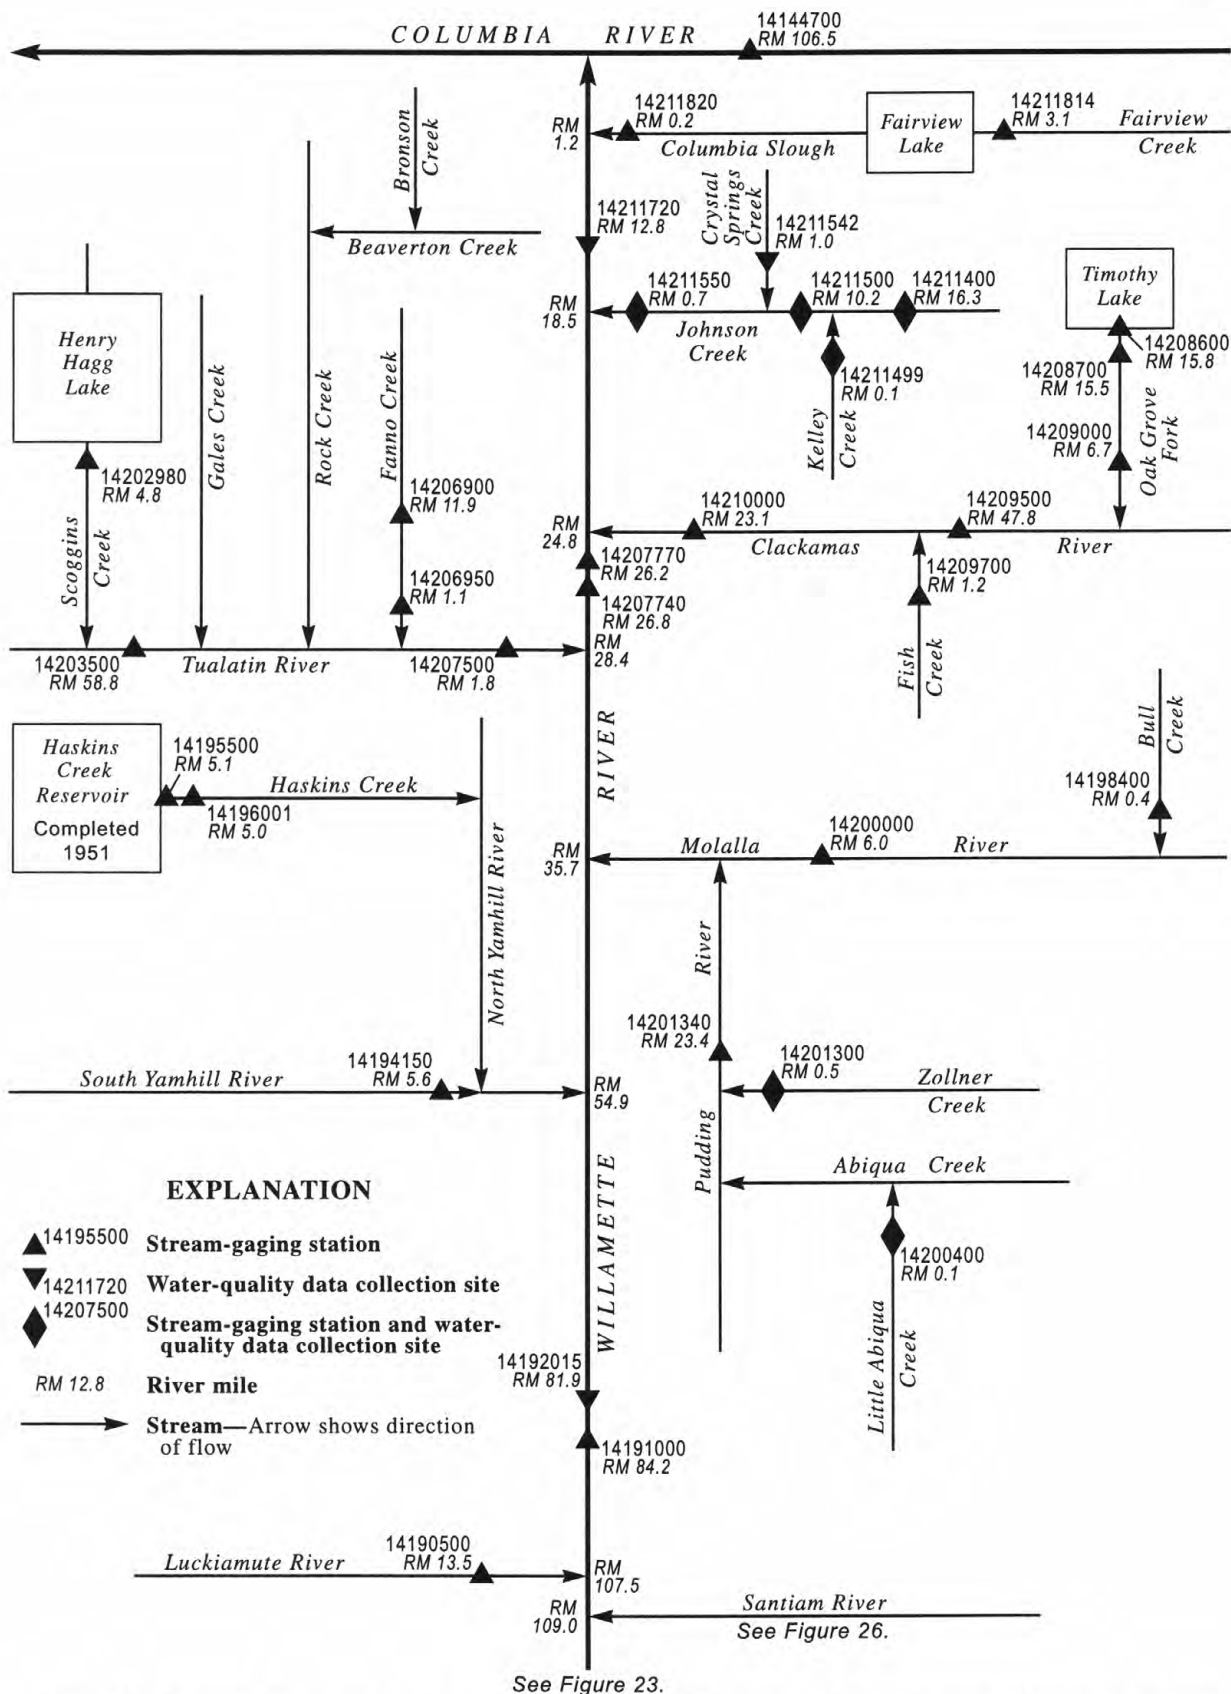 COLUMBIA RIVER
14144700
RM 106.5
Bronson
Creek
RM
1.2
14211820
RM 0.2
Columbia Slough
Fairview
Lake
14211814
RM 3.1
Fairview
Creek
Beaverton Creek
14211720
RM 12.8
Crystal
Springs
Creek
14211542
RM 1.0
RM
18.5
14211550
RM 0.7
Johnson
Creek
14211500
RM 10.2
14211400
RM 16.3
14211499
RM 0.1
Kelley
Creek
Timothy
Lake
14208600
RM 15.8
14208700
RM 15.5
14209000
RM 6.7
Oak Grove
Fork
Henry
Hagg
Lake
14202980
RM 4.8
Scoggins
Creek
Gales Creek
Rock Creek
Fanno Creek
14206900
RM 11.9
14206950
RM 1.1
RM
24.8
14210000
RM 23.1
Clackamas River
14209500
RM 47.8
14209700
RM 1.2
Fish
Creek
14207770
RM 26.2
14207740
RM 26.8
14203500
RM 58.8
Tualatin River
14207500
RM 1.8
RM
28.4
Haskins
Creek
Reservoir
Completed
1951
14195500
RM 5.1
14196001
RM 5.0
Haskins Creek
North Yamhill River
WILLAMETTE RIVER
Bull
Creek
14198400
RM 0.4
RM
35.7
Molalla River
14200000
RM 6.0
Pudding River
14201340
RM 23.4
14201300
RM 0.5
Zollner
Creek
South Yamhill River
14194150
RM 5.6
RM
54.9
Abiqua Creek
14200400
RM 0.1
Little Abiqua
Creek
EXPLANATION
14195500 Stream-gaging station
14211720 Water-quality data collection site
14207500 Stream-gaging station and water-
quality data collection site
RM 12.8 River mile
Stream—Arrow shows direction
of flow
14192015
RM 81.9
14191000
RM 84.2
Luckiamute River
14190500
RM 13.5
RM
107.5
RM
109.0
Santiam River
See Figure 26.
See Figure 23.